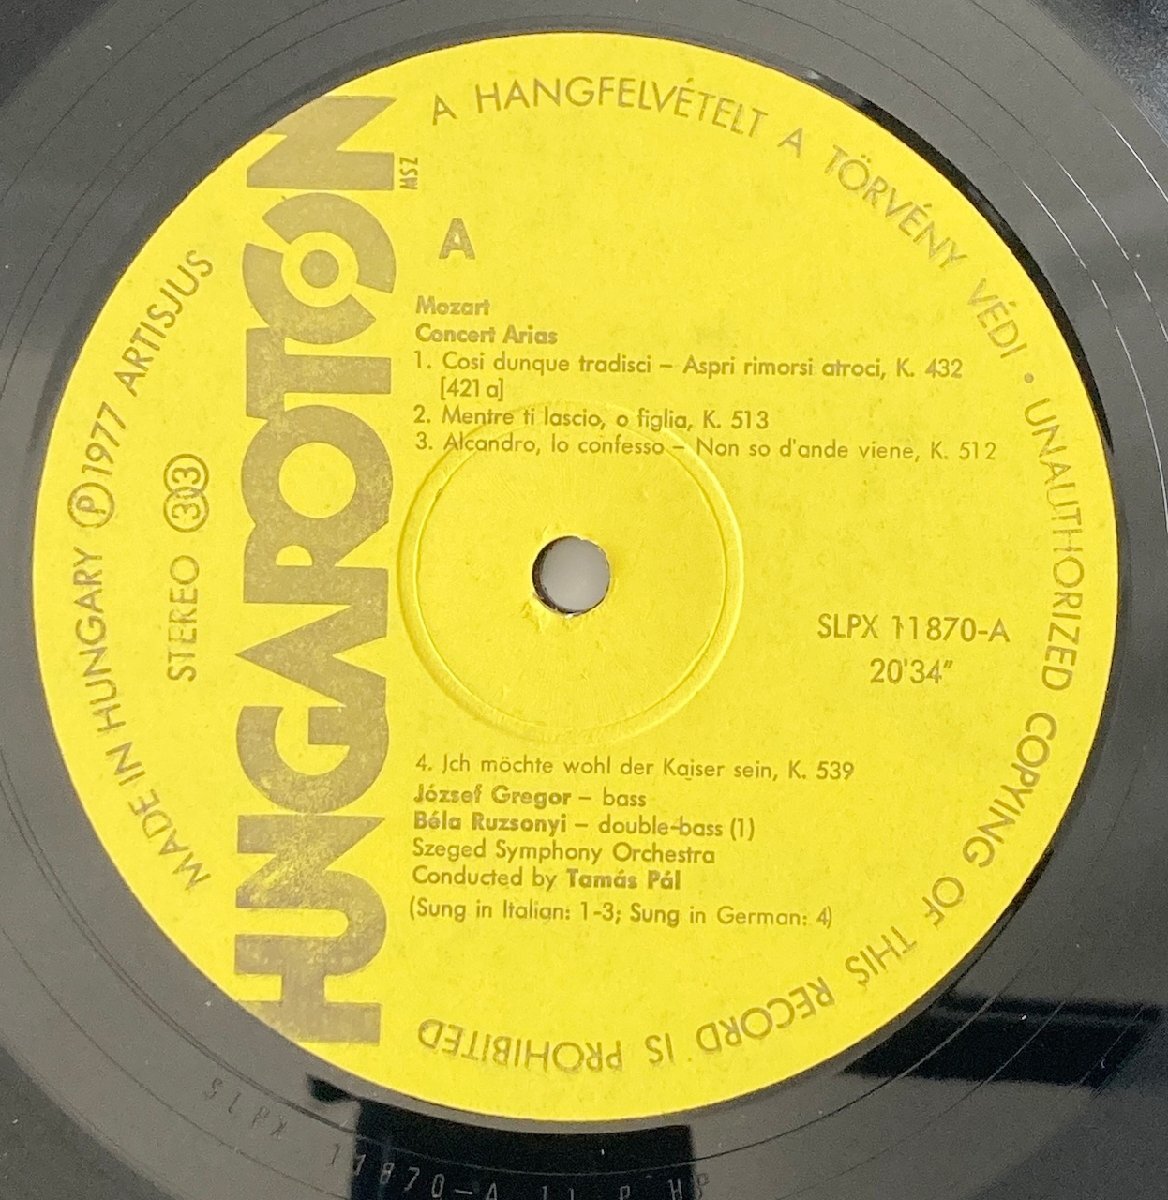 A HANGFELVÉTELT A TÖRVÉNY VÉDI • UNAUTHORIZED COPYING OF THIS RECORD IS PROHIBITED
MADE IN HUNGARY Ⓟ 1977 ARTISJUS
STEREO 303
HUNGAROTON
MSZ
A
Mozart
Concert Arias
1. Cosi dunque tradisci – Aspri rimorsi atroci, K. 432
[421 a]
2. Mentre ti lascio, o figlia, K. 513
3. Alcandro, lo confesso – Non so d'ande viene, K. 512
SLPX 11870-A
20'34"
4. Ich möchte wohl der Kaiser sein, K. 539
József Gregor – bass
Béla Ruzsonyi – double-bass (1)
Szeged Symphony Orchestra
Conducted by Tamás Pál
(Sung in Italian: 1-3; Sung in German: 4)
SLPX 11870-A